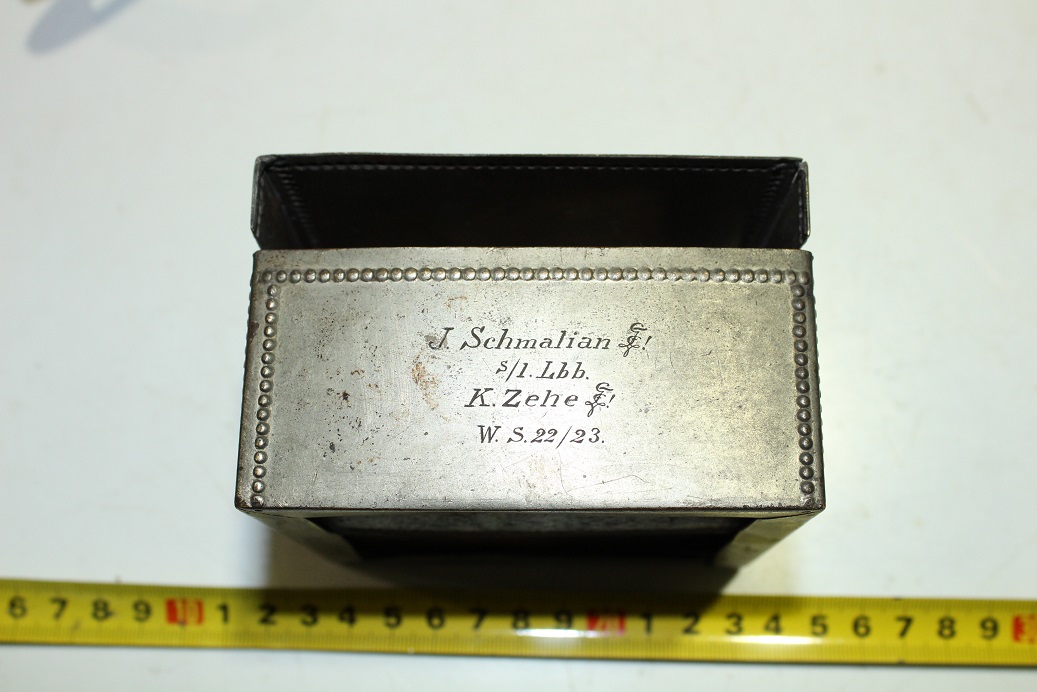 J. Schmalian !
s/l. Lbb.
K. Zehe !
W. S. 22/23.
6 7 8 9 1 2 3 4 5 6 7 8 9 1 2 3 4 5 6 7 8 9